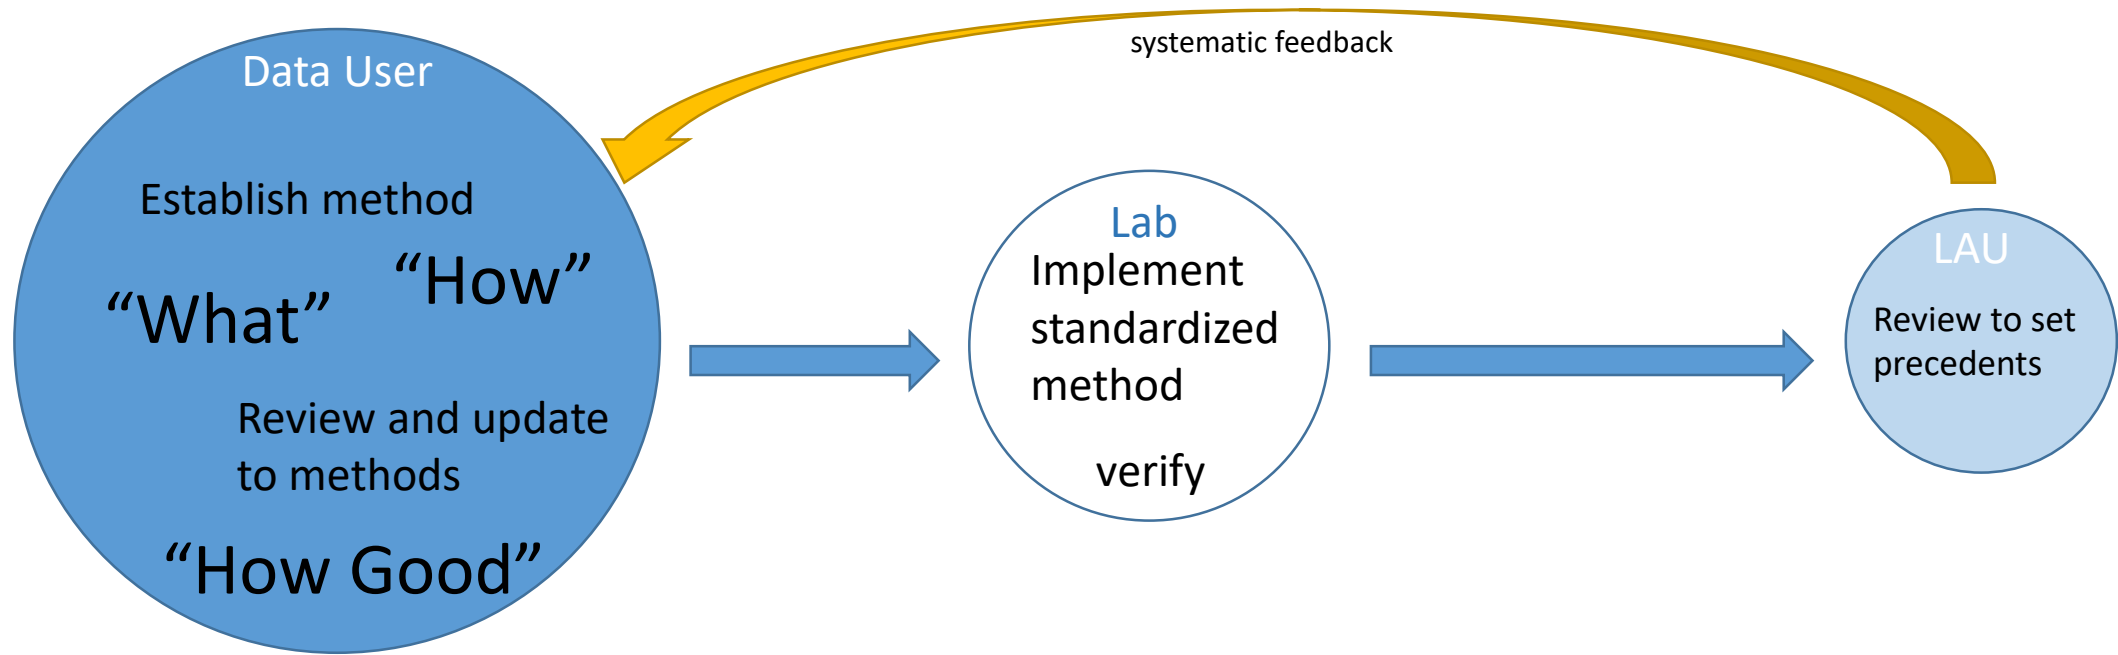 systematic feedback
Data User
Establish method
“How”
“What”
Review and update
to methods
“How Good”
Lab
Implement
standardized
method
verify
LAU
Review to set
precedents